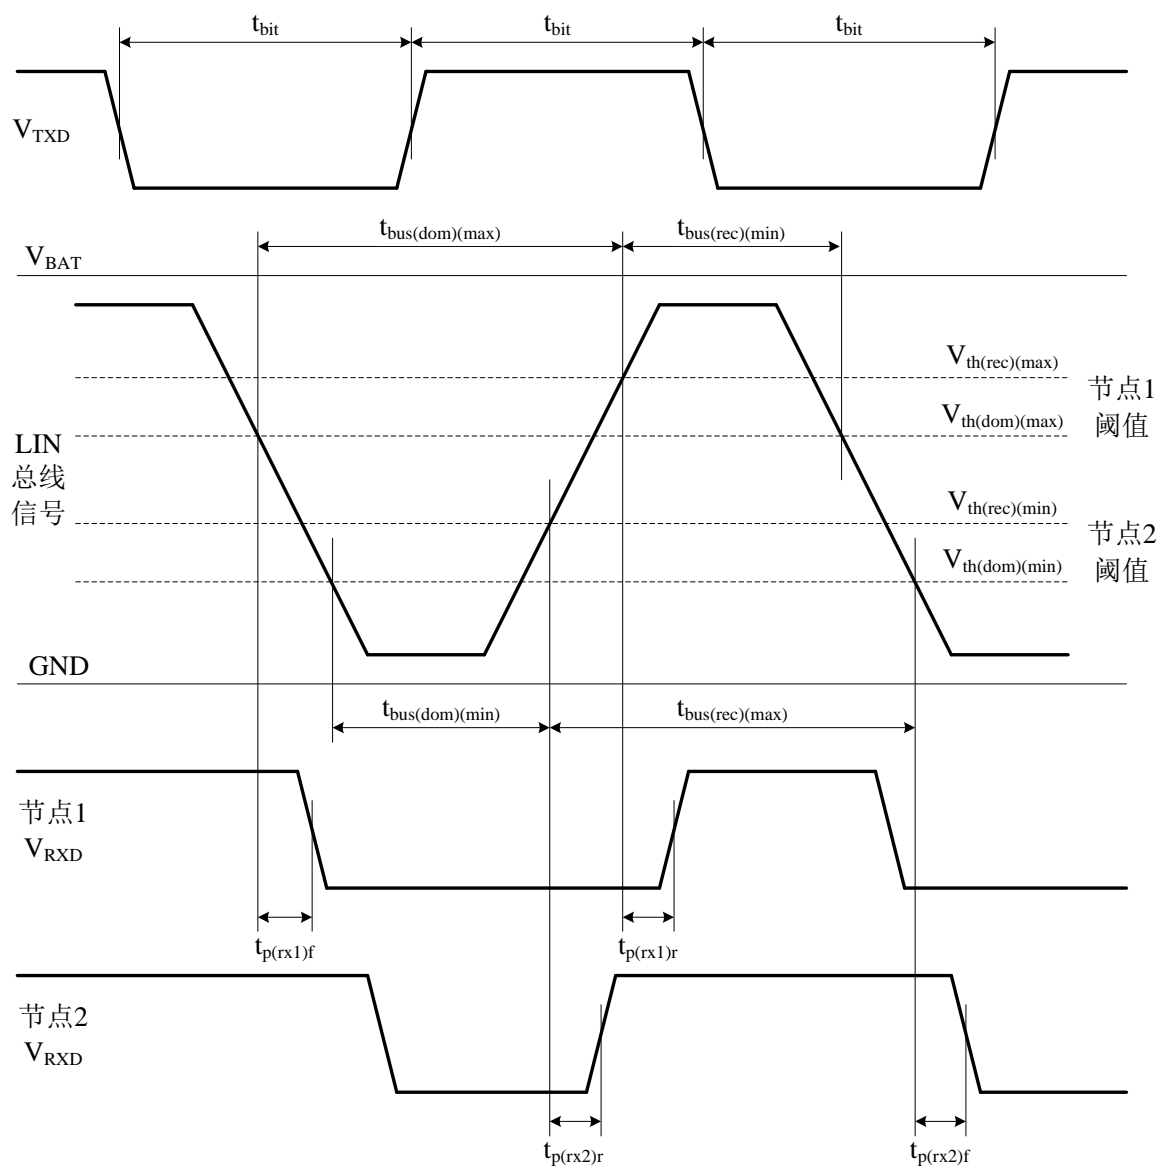 tbit tbit tbit
VTXD
tbus(dom)(max) tbus(rec)(min)
VBAT
Vth(rec)(max)
节点1
阈值
Vth(dom)(max)
LIN
总线
信号
Vth(rec)(min)
节点2
阈值
Vth(dom)(min)
GND
tbus(dom)(min) tbus(rec)(max)
节点1
VRXD
tp(rx1)f tp(rx1)r
节点2
VRXD
tp(rx2)r tp(rx2)f